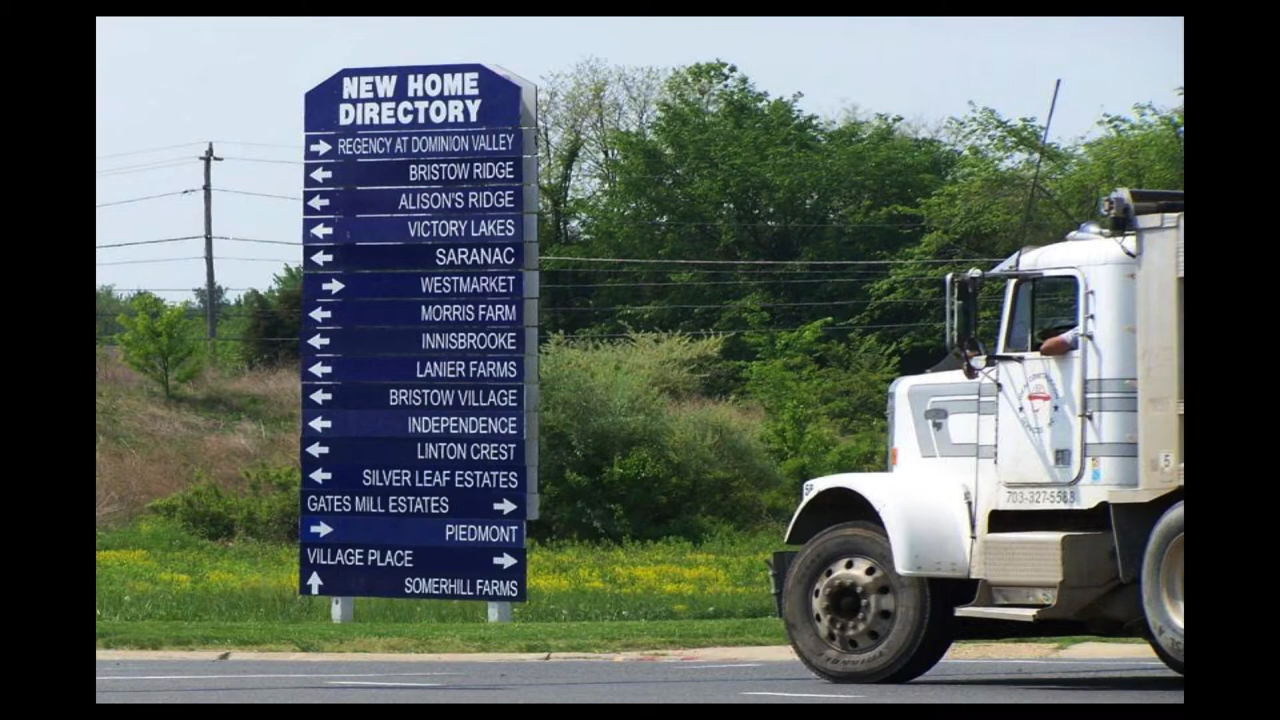 NEW HOME
DIRECTORY
REGENCY AT DOMINION VALLEY
BRISTOW RIDGE
ALISON'S RIDGE
VICTORY LAKES
SARANAC
WESTMARKET
MORRIS FARM
INNISBROOKE
LANIER FARMS
BRISTOW VILLAGE
INDEPENDENCE
LINTON CREST
SILVER LEAF ESTATES
GATES MILL ESTATES
PIEDMONT
VILLAGE PLACE
SOMERHILL FARMS
703-327-5588
5